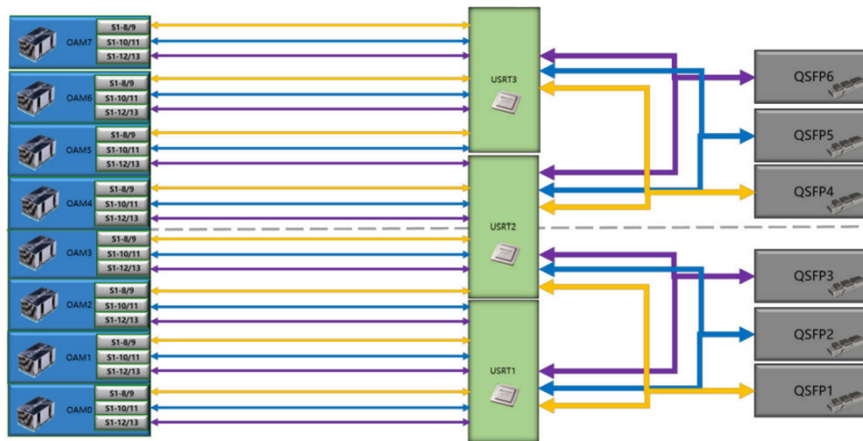 OAM7
S1-8/9
S1-10/11
S1-12/13
OAM6
S1-8/9
S1-10/11
S1-12/13
OAM5
S1-8/9
S1-10/11
S1-12/13
OAM4
S1-8/9
S1-10/11
S1-12/13
OAM3
S1-8/9
S1-10/11
S1-12/13
OAM2
S1-8/9
S1-10/11
S1-12/13
OAM1
S1-8/9
S1-10/11
S1-12/13
OAM0
S1-8/9
S1-10/11
S1-12/13
USRT3
USRT2
USRT1
QSFP6
QSFP5
QSFP4
QSFP3
QSFP2
QSFP1